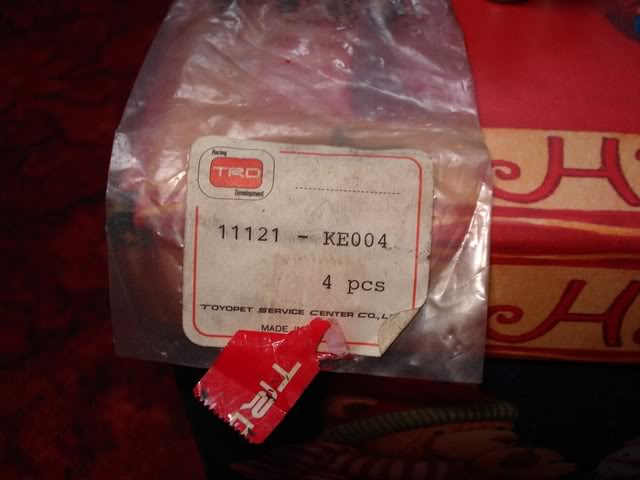 Racing
TRD
Development
11121 - KE004
4 pcs
TOYOPET SERVICE CENTER CO.,L
MADE IN
TRD
H
H